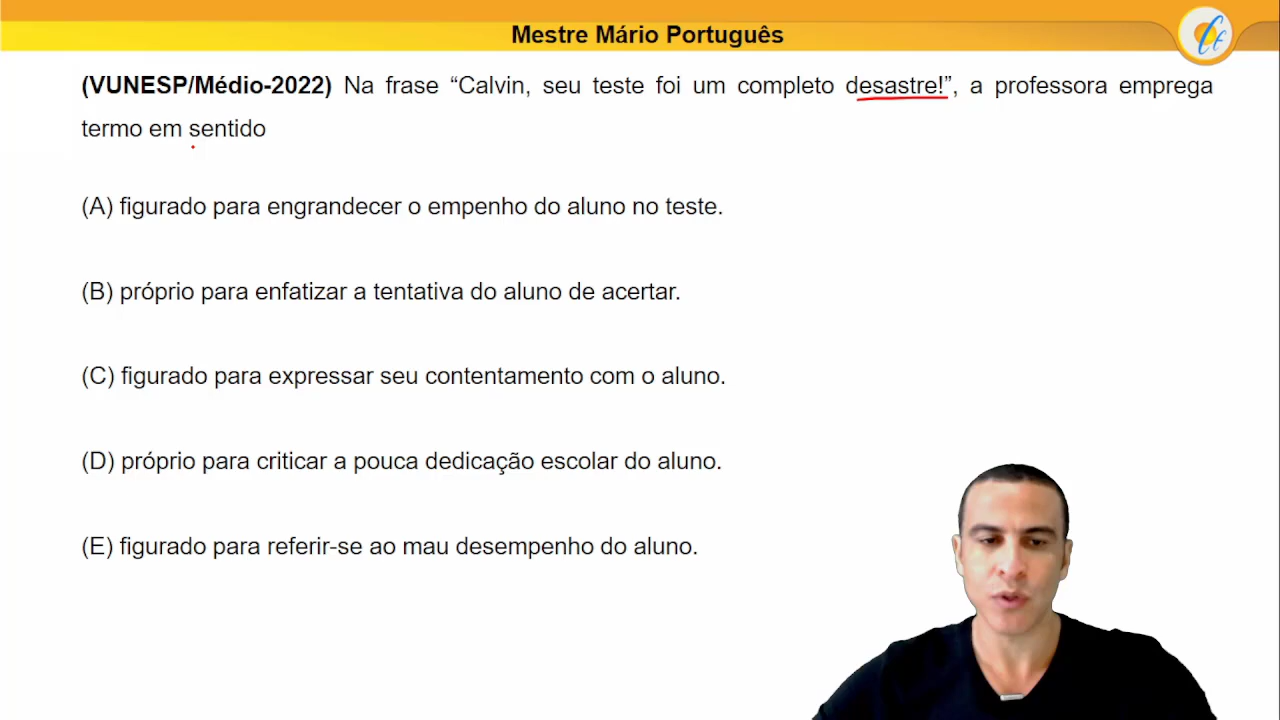 Mestre Mário Português
(VUNESP/Médio-2022) Na frase “Calvin, seu teste foi um completo desastre!”, a professora emprega
termo em sentido
(A) figurado para engrandecer o empenho do aluno no teste.
(B) próprio para enfatizar a tentativa do aluno de acertar.
(C) figurado para expressar seu contentamento com o aluno.
(D) próprio para criticar a pouca dedicação escolar do aluno.
(E) figurado para referir-se ao mau desempenho do aluno.